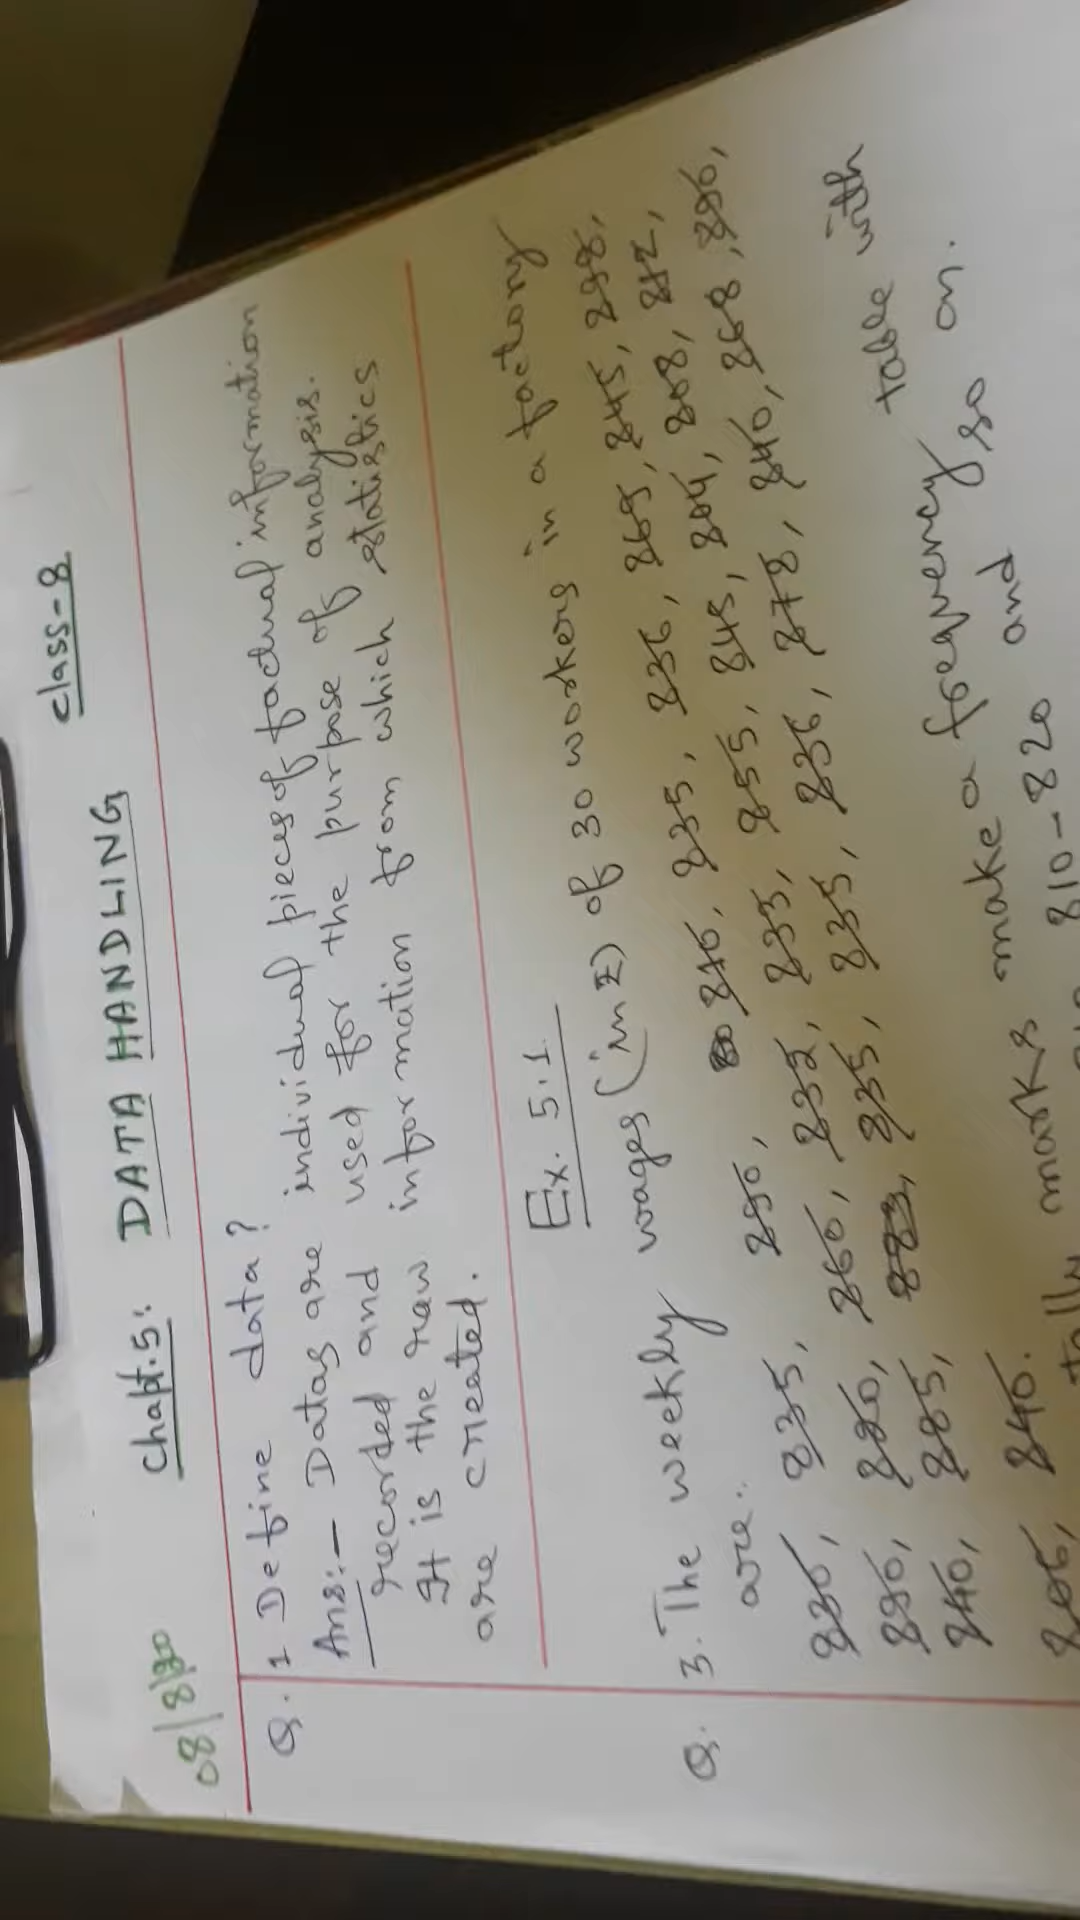 08/8/20
Class-8
Chapt.5: DATA HANDLING
Q. 1 Define data?
Ans:- Datas are individual pieces of factual information
recorded and used for the purpose of analysis.
It is the raw information from which statistics
are created.
Ex. 5.1
Q. 3. The weekly wages (in ₹) of 30 workers in a factory
are..
830, 835, 890, 810, 835, 836, 869, 845, 898,
890, 820, 860, 832, 833, 855, 845, 804, 808, 812,
840, 885, 835, 835, 836, 878, 840, 868, 890,
806, 840.
tally marks make a frequency table with
810-820 and so on.